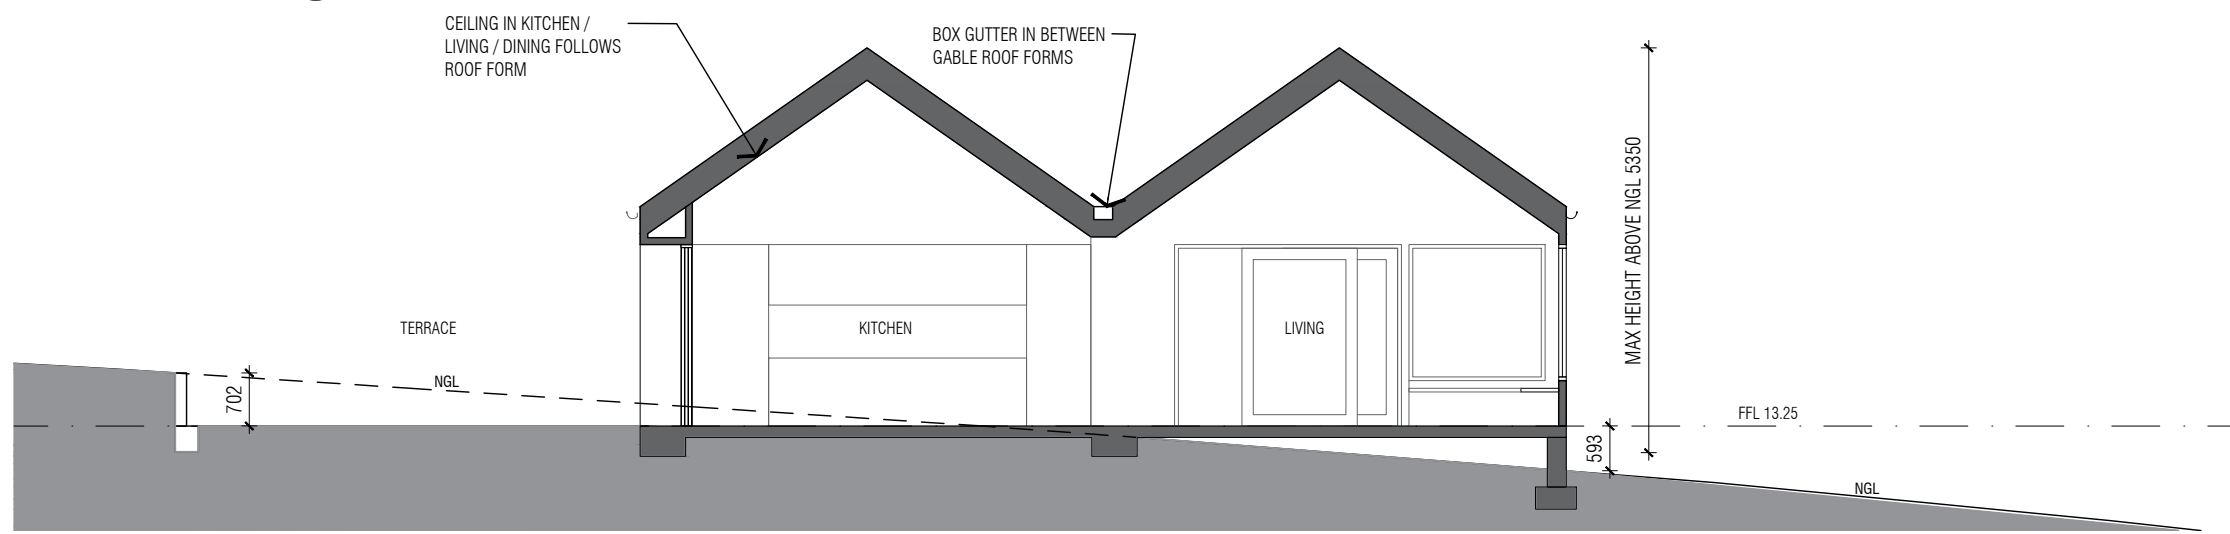 CEILING IN KITCHEN /
LIVING / DINING FOLLOWS
ROOF FORM
BOX GUTTER IN BETWEEN
GABLE ROOF FORMS
MAX HEIGHT ABOVE NGL 5350
TERRACE
KITCHEN
LIVING
NGL
702
FFL 13.25
593
NGL